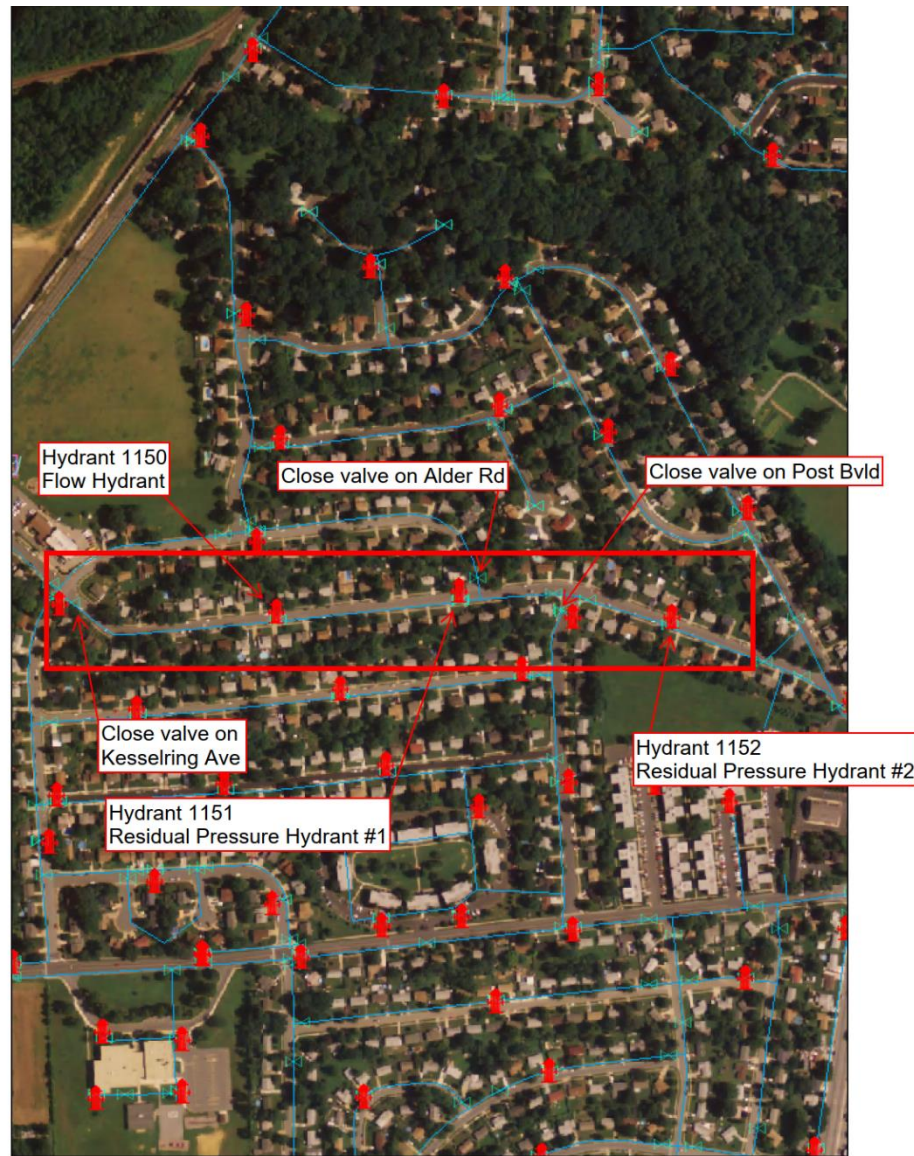 Hydrant 1150
Flow Hydrant
Close valve on Alder Rd
Close valve on Post Bvld
Close valve on
Kesselring Ave
Hydrant 1151
Residual Pressure Hydrant #1
Hydrant 1152
Residual Pressure Hydrant #2